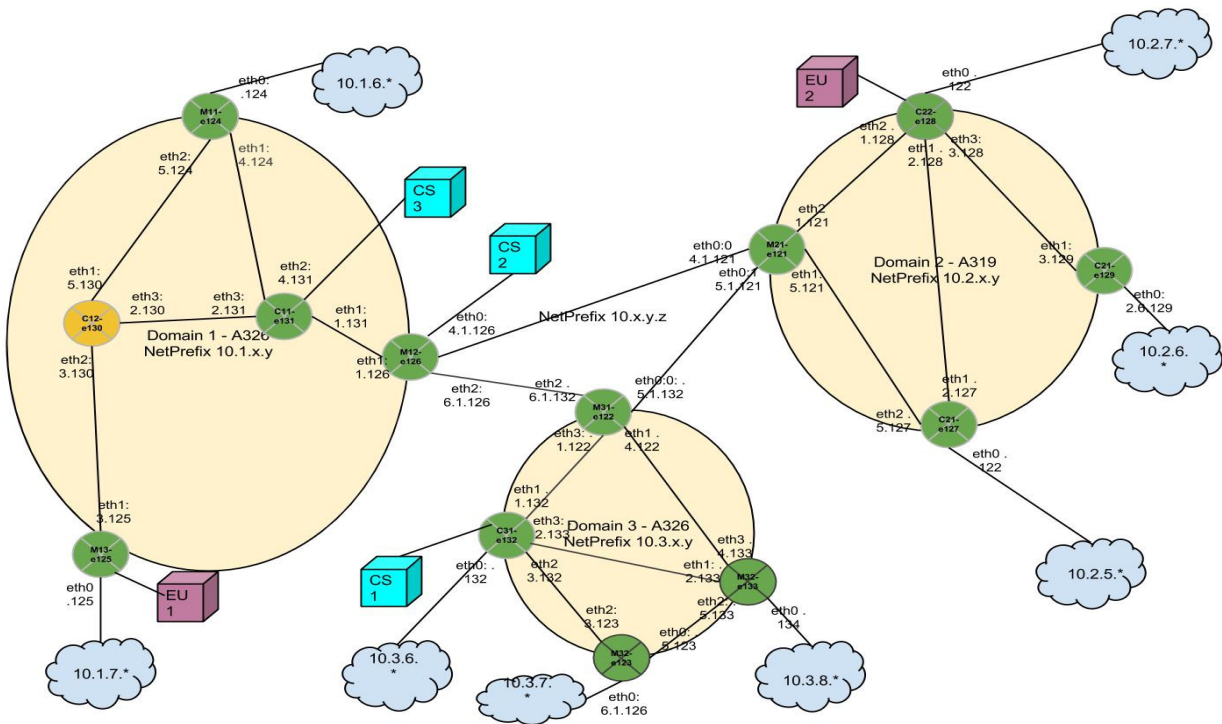 eth0:
.124
10.1.6.*
M11-
e124
eth2:
5.124
eth1:
4.124
CS
3
CS
2
eth1:
5.130
eth3:
2.130
eth3:
2.131
eth2:
4.131
C12-
e130
C11-
e131
eth1:
1.131
Domain 1 - A326
NetPrefix 10.1.x.y
eth2:
3.130
eth1:
1.126
M12-
e126
eth0:
4.1.126
NetPrefix 10.x.y.z
eth2:
6.1.126
eth2 .
6.1.132
eth0:0: .
5.1.132
eth1:
3.125
M13-
e125
eth0
.125
EU
1
10.1.7.*
EU
2
eth0 .
122
10.2.7.*
C22-
e128
eth2 .
1.128
eth1 .
2.128
eth3:
3.128
eth2
1.121
eth0:0
4.1.121
eth0:1
5.1.121
M21-
e121
eth1:
5.121
Domain 2 - A319
NetPrefix 10.2.x.y
eth1:
3.129
C21-
e129
eth0:
2.6.129
10.2.6.
*
eth1 .
2.127
eth2 .
5.127
C21-
e127
eth0 .
122
10.2.5.*
M31-
e122
eth3: .
1.122
eth1 .
4.122
eth1 .
1.132
C31-
e132
eth3:
2.133
Domain 3 - A326
NetPrefix 10.3.x.y
eth0: .
132
eth2
3.132
eth3 .
4.133
eth1: .
2.133
M32-
e133
CS
1
eth2: .
5.133
eth0 .
134
eth2:
3.123
eth0: .
5.123
M32-
e123
10.3.6.
*
10.3.7.
*
eth0:
6.1.126
10.3.8.*